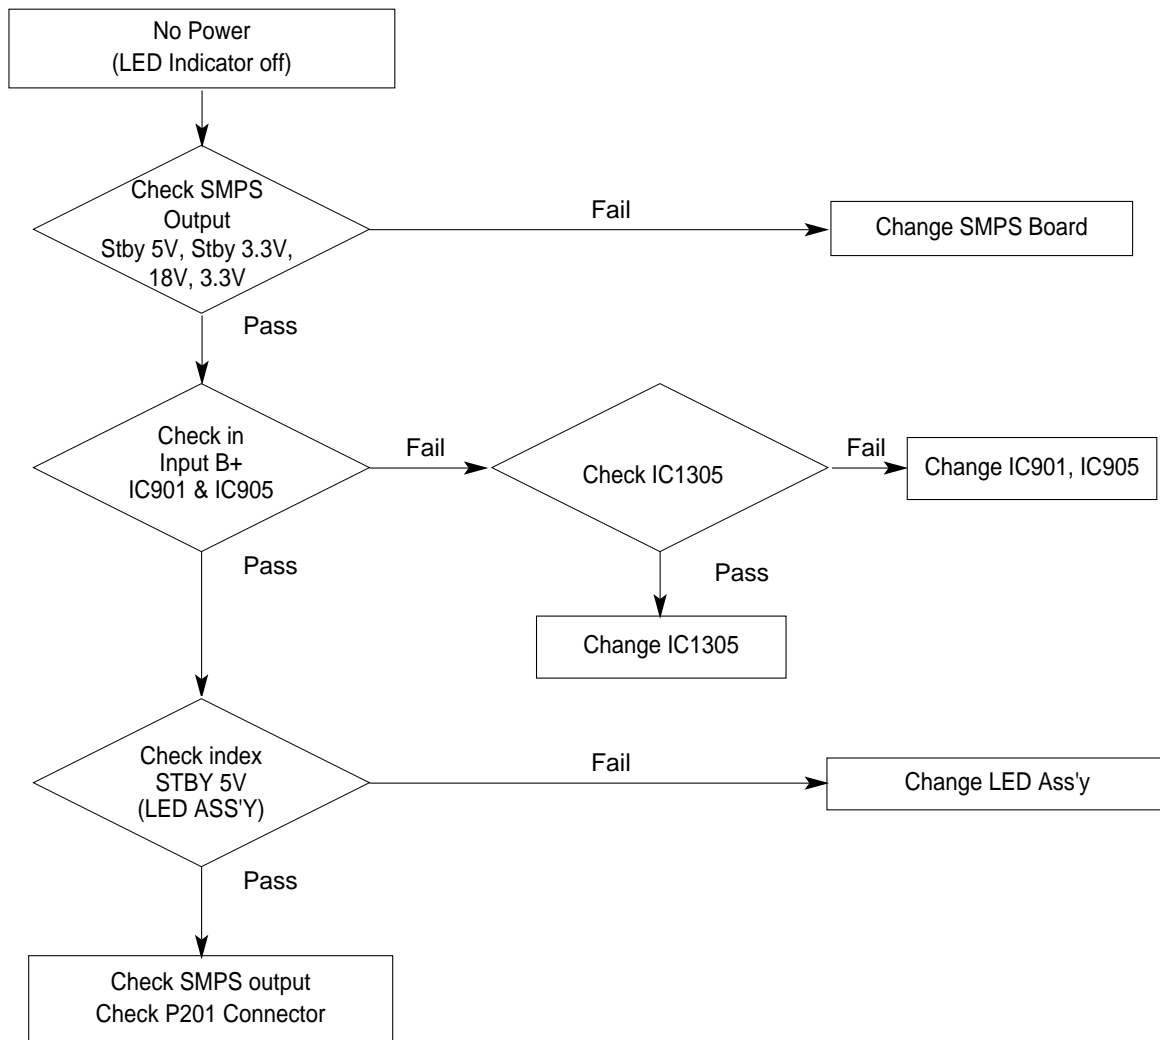 No Power
(LED Indicator off)
Check SMPS
Output
Stby 5V, Stby 3.3V,
18V, 3.3V
Fail
Change SMPS Board
Pass
Check in
Input B+
IC901 & IC905
Fail
Check IC1305
Fail
Change IC901, IC905
Pass
Pass
Change IC1305
Check index
STBY 5V
(LED ASS'Y)
Fail
Change LED Ass'y
Pass
Check SMPS output
Check P201 Connector